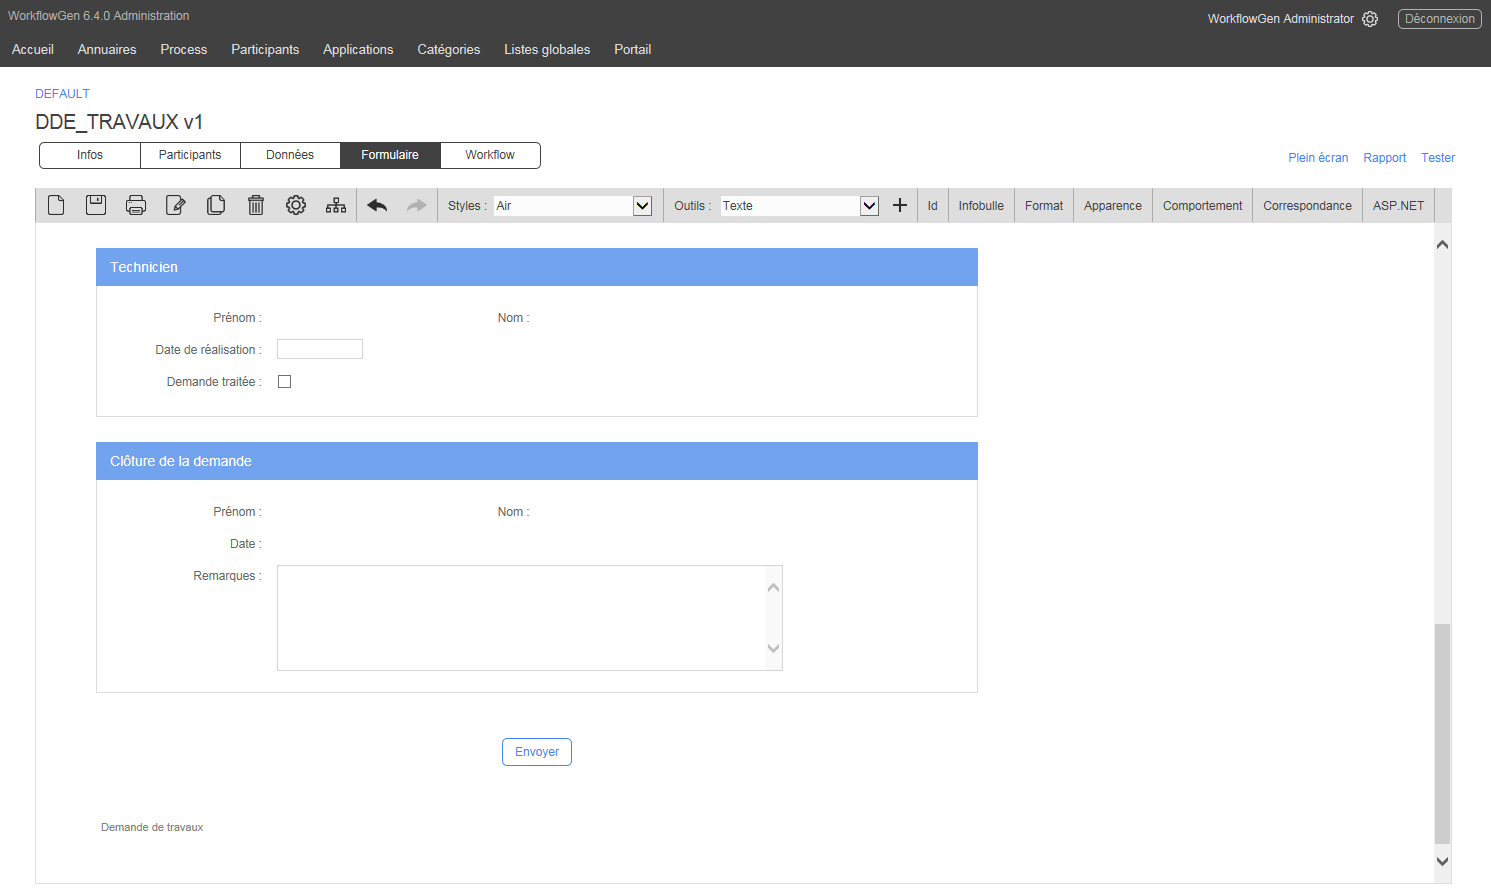 WorkflowGen 6.4.0 Administration
WorkflowGen Administrator
Déconnexion
Accueil Annuaires Process Participants Applications Catégories Listes globales Portail
DEFAULT
DDE_TRAVAUX v1
Infos Participants Données Formulaire Workflow
Plein écran Rapport Tester
Styles : Air Outils : Texte Id Infobulle Format Apparence Comportement Correspondance ASP.NET
Technicien
Prénom : Nom :
Date de réalisation :
Demande traitée :
Clôture de la demande
Prénom : Nom :
Date :
Remarques :
Envoyer
Demande de travaux